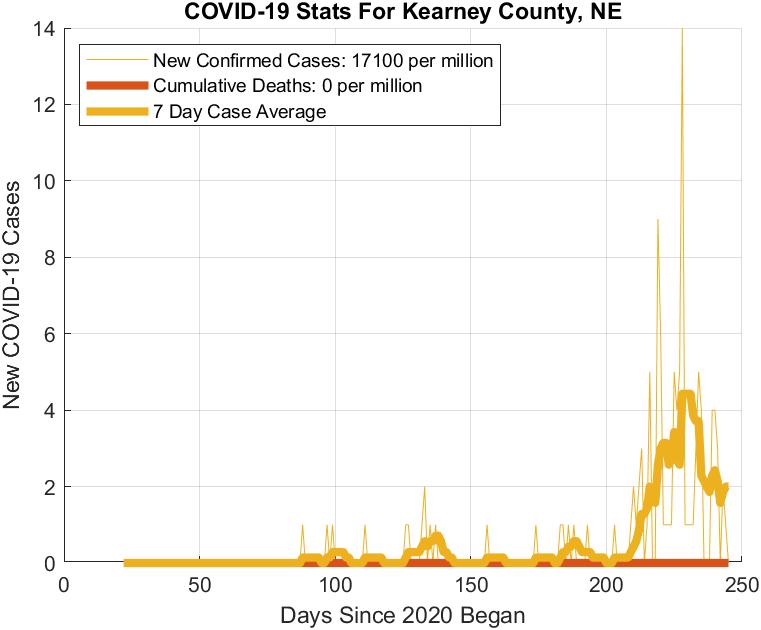 COVID-19 Stats For Kearney County, NE
New Confirmed Cases: 17100 per million
Cumulative Deaths: 0 per million
7 Day Case Average
New COVID-19 Cases
14
12
10
8
6
4
2
0
0 50 100 150 200 250
Days Since 2020 Began